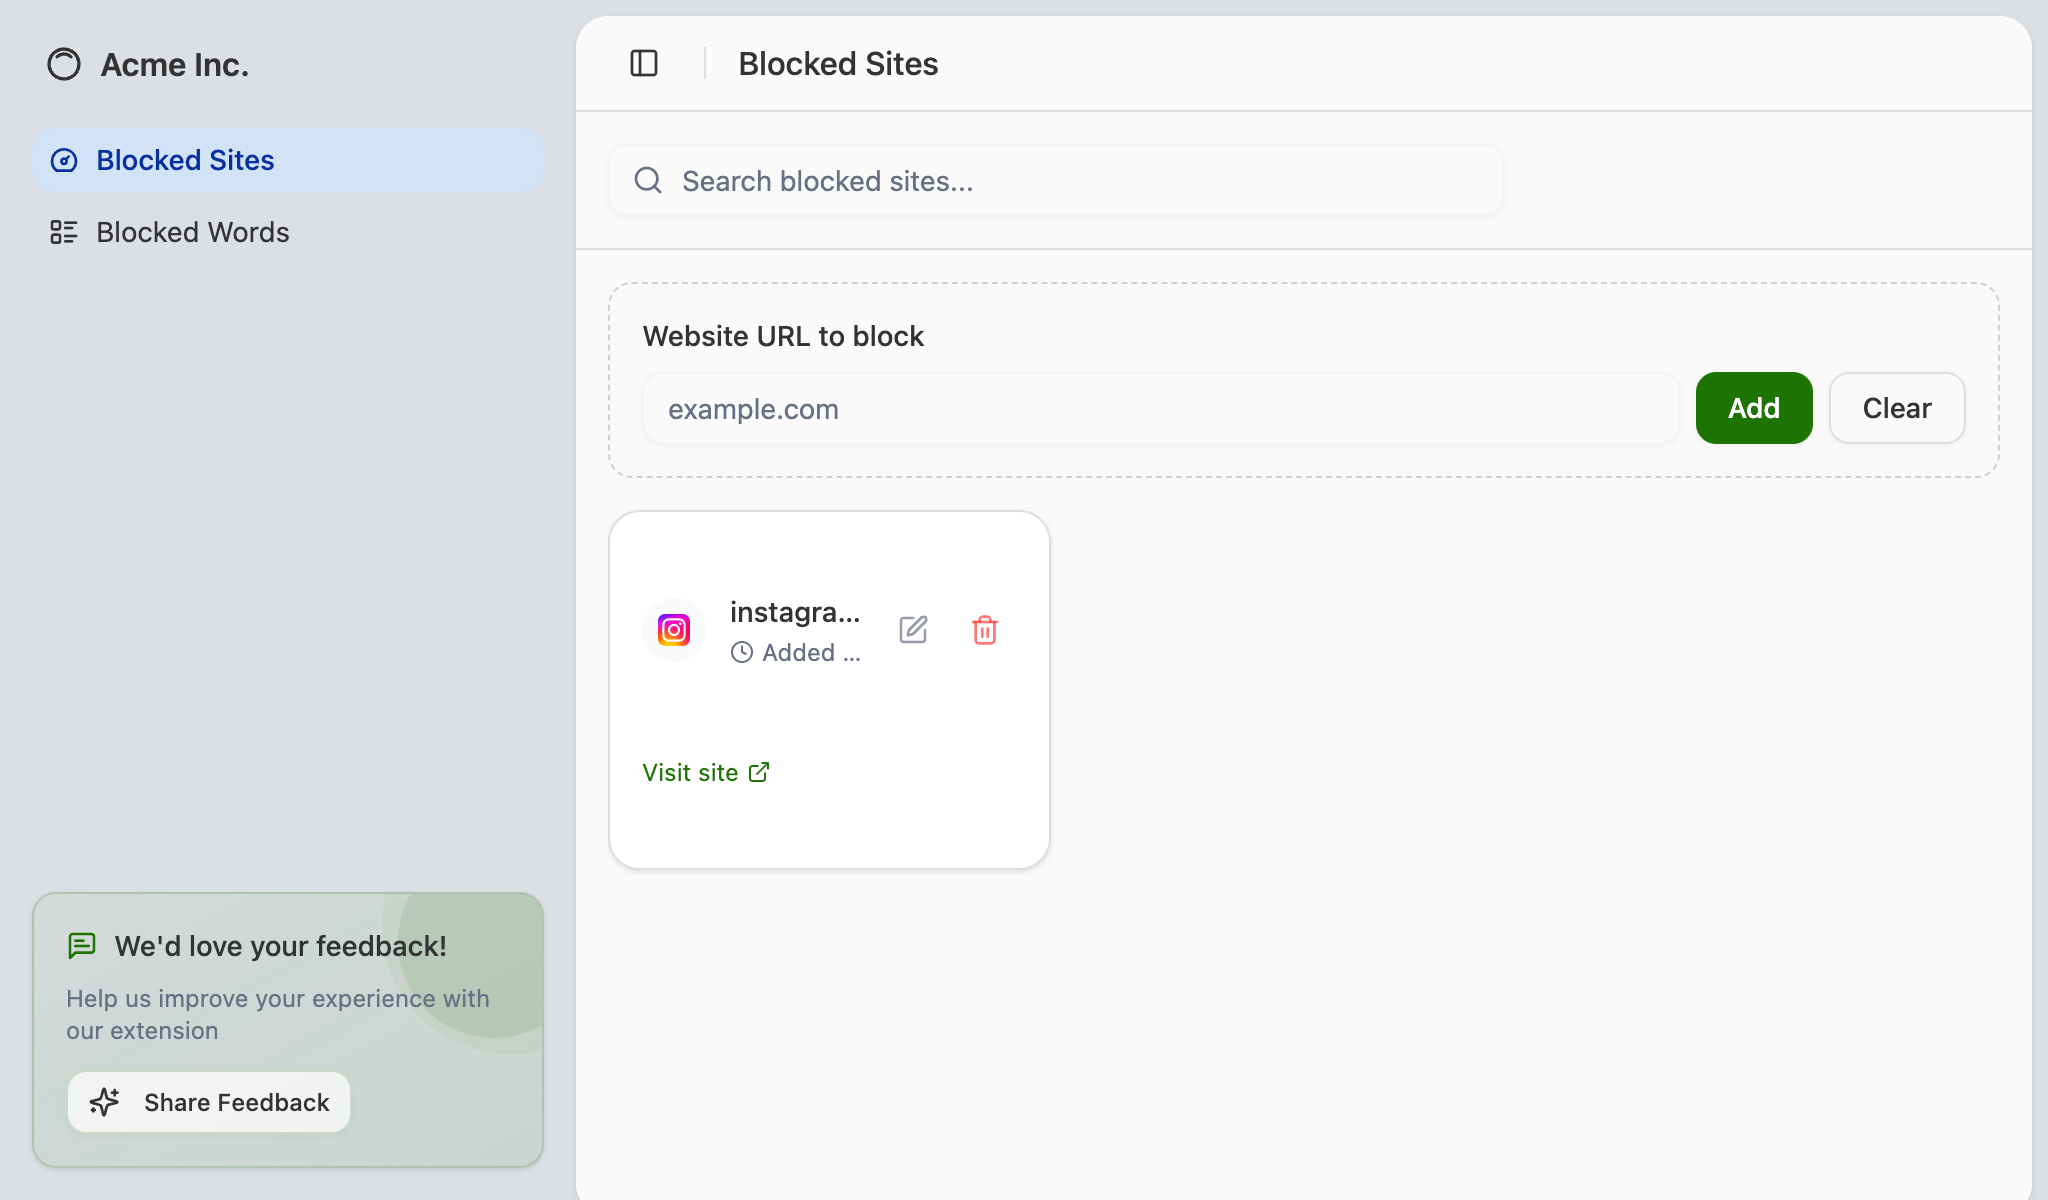 Acme Inc.
Blocked Sites
Blocked Words
We'd love your feedback!
Help us improve your experience with
our extension
Share Feedback
Blocked Sites
Search blocked sites...
Website URL to block
example.com
Add
Clear
instagra...
Added ...
Visit site